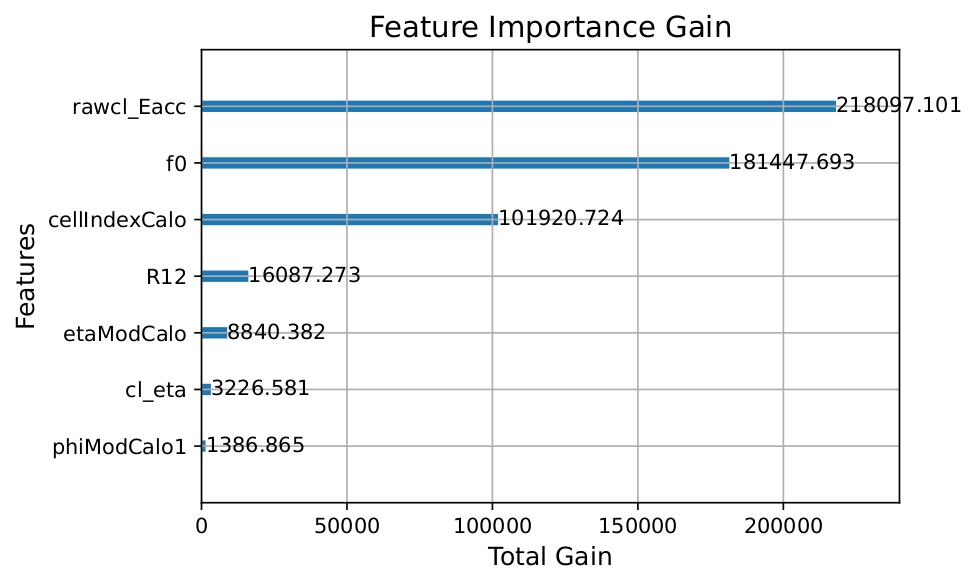 Feature Importance Gain
Features
rawcl_Eacc 218097.101
f0 181447.693
cellIndexCalo 101920.724
R12 16087.273
etaModCalo 8840.382
cl_eta 3226.581
phiModCalo1 1386.865
0 50000 100000 150000 200000
Total Gain